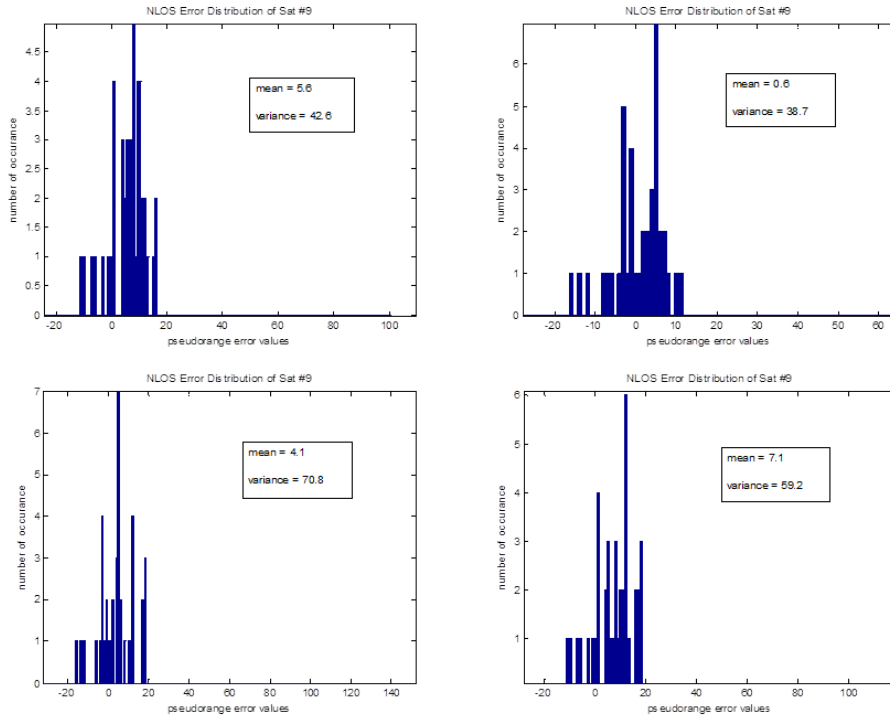 NLOS Error Distribution of Sat #9
number of occurance
4.5
4
3.5
3
2.5
2
1.5
1
0.5
0
mean = 5.6
variance = 42.6
-20 0 20 40 60 80 100
pseudorange error values
NLOS Error Distribution of Sat #9
number of occurance
6
5
4
3
2
1
0
mean = 0.6
variance = 38.7
-20 -10 0 10 20 30 40 50 60
pseudorange error values
NLOS Error Distribution of Sat #9
number of occurance
7
6
5
4
3
2
1
0
mean = 4.1
variance = 70.8
-20 0 20 40 60 80 100 120 140
pseudorange error values
NLOS Error Distribution of Sat #9
number of occurance
6
5
4
3
2
1
mean = 7.1
variance = 59.2
-20 0 20 40 60 80 100
pseudorange error values